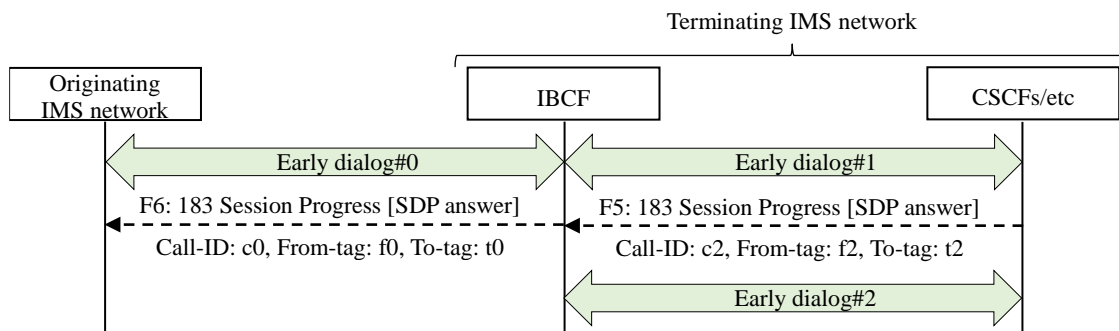 Terminating IMS network
Originating
IMS network
IBCF
CSCFs/etc
Early dialog#0
Early dialog#1
F6: 183 Session Progress [SDP answer]
F5: 183 Session Progress [SDP answer]
Call-ID: c0, From-tag: f0, To-tag: t0
Call-ID: c2, From-tag: f2, To-tag: t2
Early dialog#2